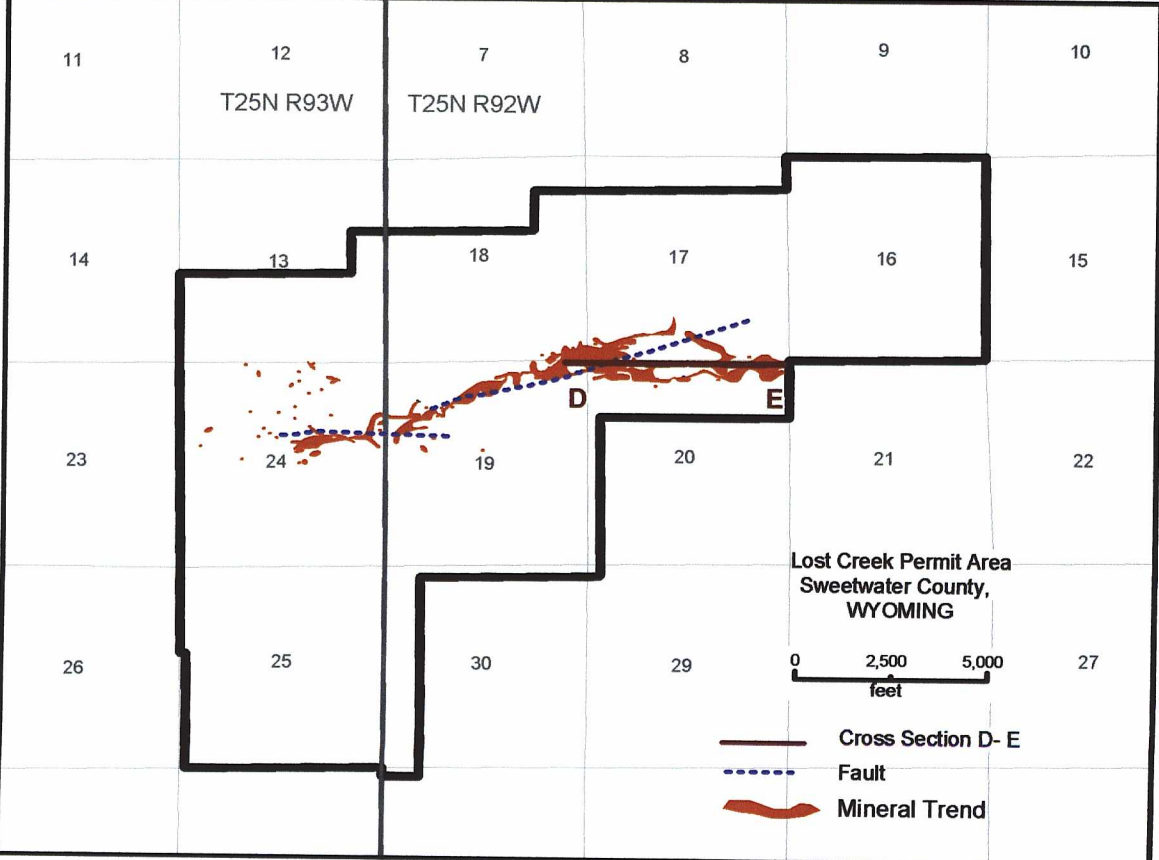 11 12 7 8 9 10
T25N R93W T25N R92W
14 13 18 17 16 15
D E
23 24 19 20 21 22
Lost Creek Permit Area
Sweetwater County,
WYOMING
26 25 30 29 27
0 2,500 5,000
feet
Cross Section D- E
Fault
Mineral Trend